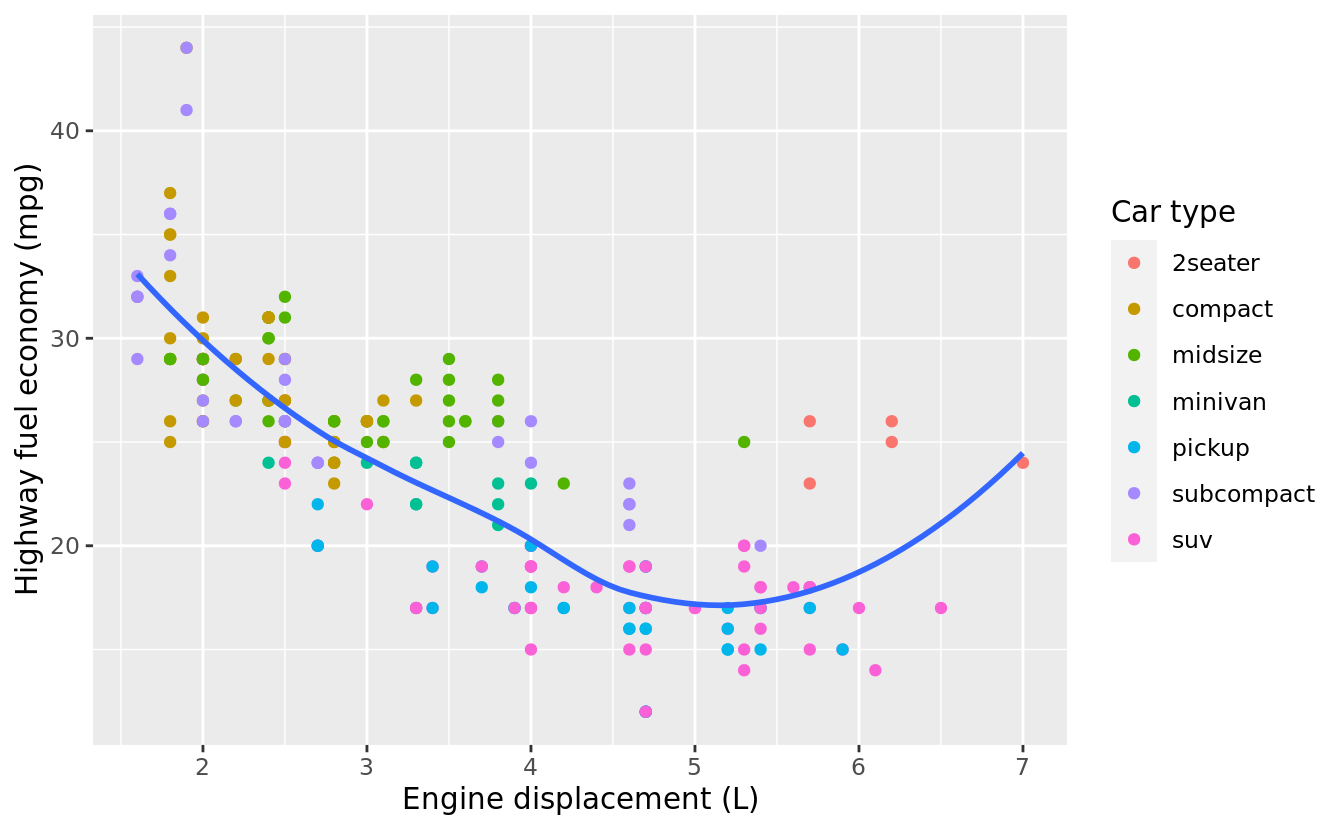 40
30
20
Highway fuel economy (mpg)
2 3 4 5 6 7
Engine displacement (L)
Car type
2seater
compact
midsize
minivan
pickup
subcompact
suv